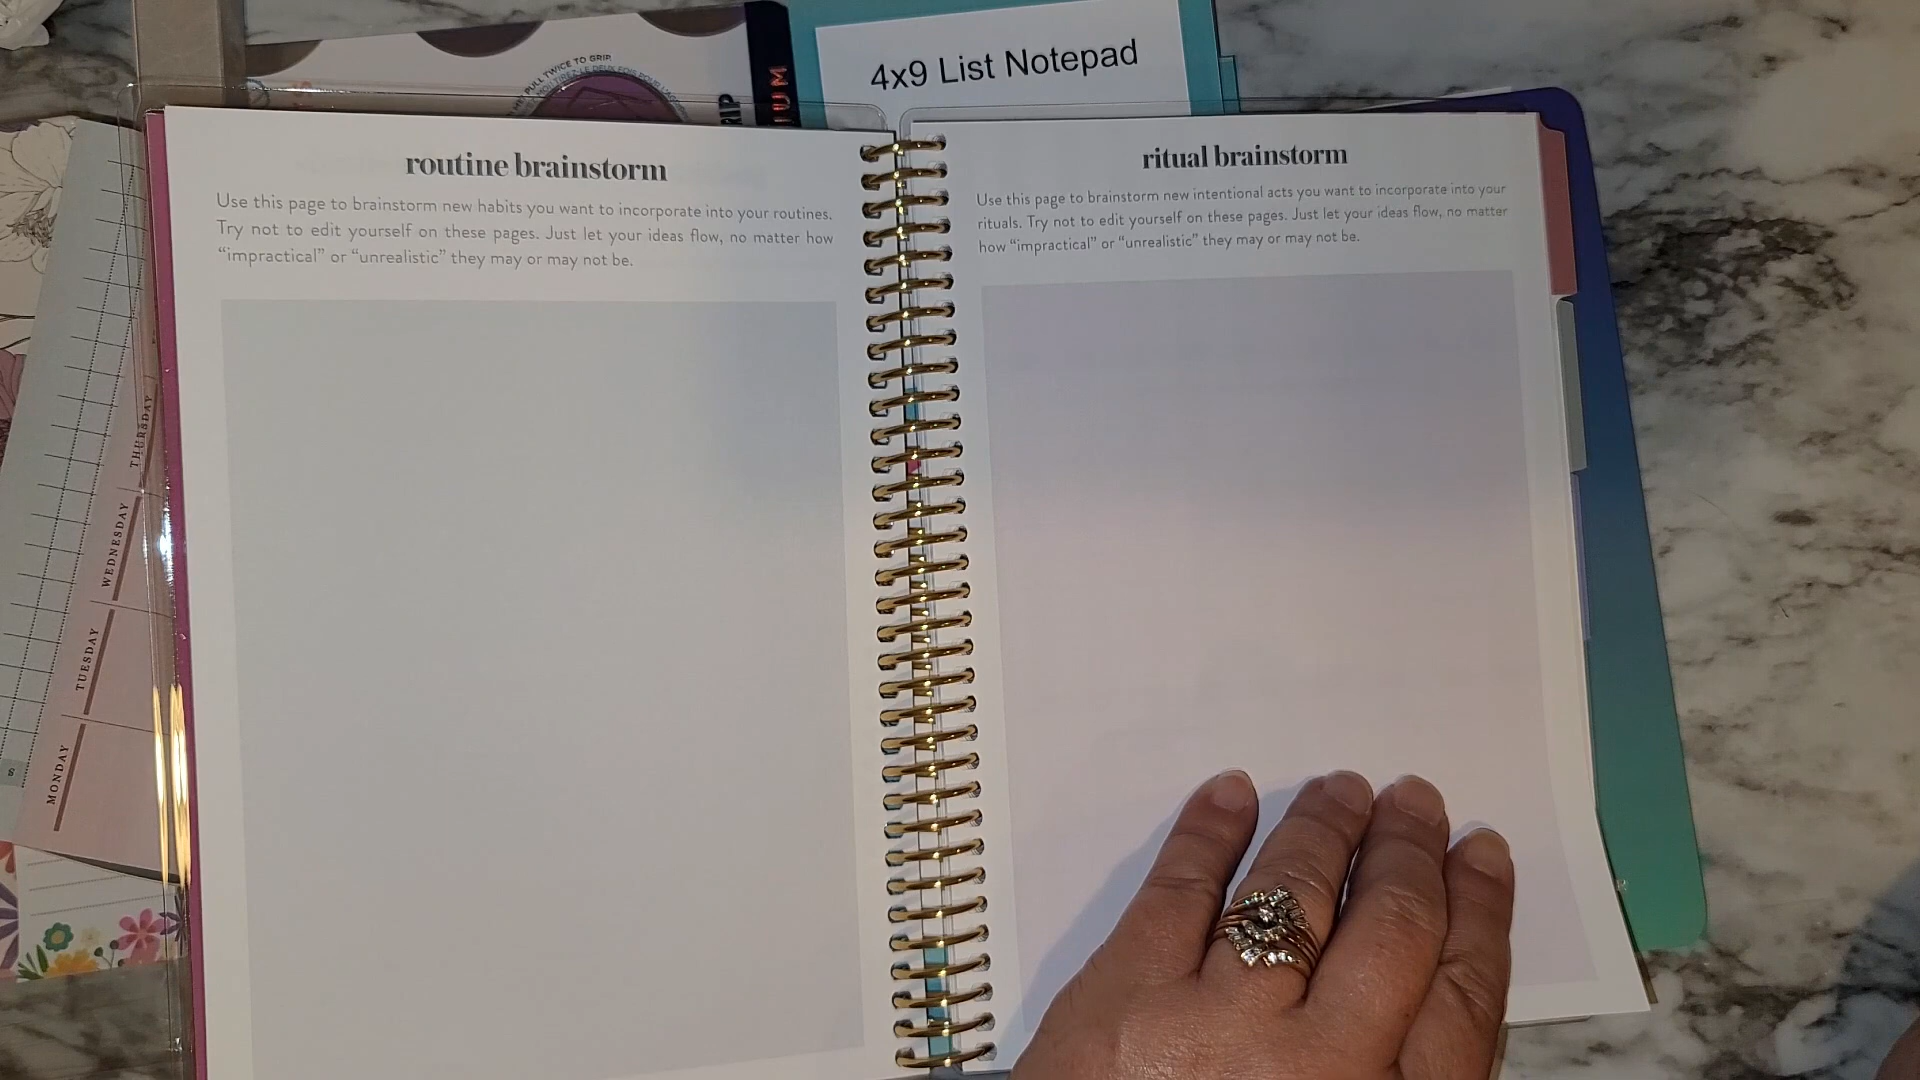 4x9 List Notepad
PULL TWICE TO GRIP
routine brainstorm
Use this page to brainstorm new habits you want to incorporate into your routines.
Try not to edit yourself on these pages. Just let your ideas flow, no matter how
“impractical” or “unrealistic” they may or may not be.
ritual brainstorm
Use this page to brainstorm new intentional acts you want to incorporate into your
rituals. Try not to edit yourself on these pages. Just let your ideas flow, no matter
how “impractical” or “unrealistic” they may or may not be.
THURSDAY
WEDNESDAY
TUESDAY
MONDAY